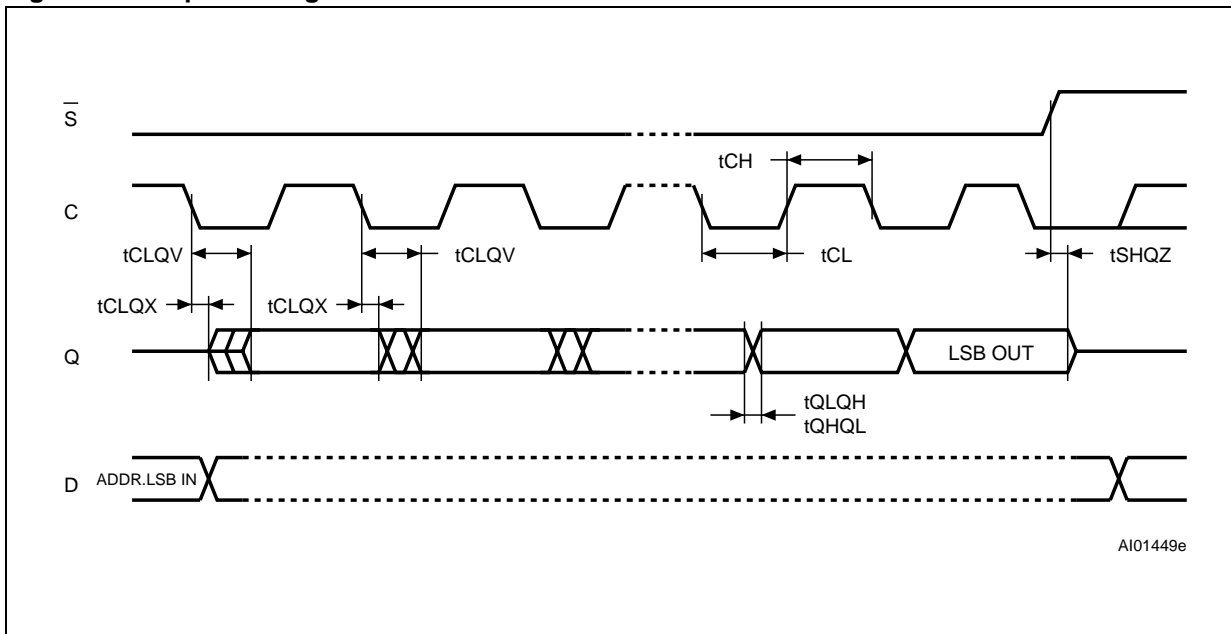 S
tCH
C
tCLQV
tCLQV
tCL
tSHQZ
tCLQX
tCLQX
Q
LSB OUT
tQLQH
tQHQL
D
ADDR.LSB IN
AI01449e